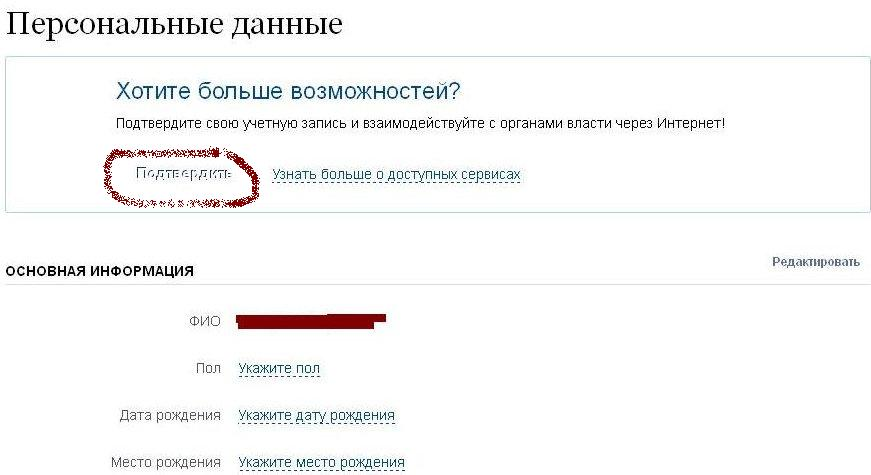 Персональные данные
Хотите больше возможностей?
Подтвердите свою учетную запись и взаимодействуйте с органами власти через Интернет!
Подтвердить Узнать больше о доступных сервисах
Редактировать
ОСНОВНАЯ ИНФОРМАЦИЯ
ФИО
Пол Укажите пол
Дата рождения Укажите дату рождения
Место рождения Укажите место рождения